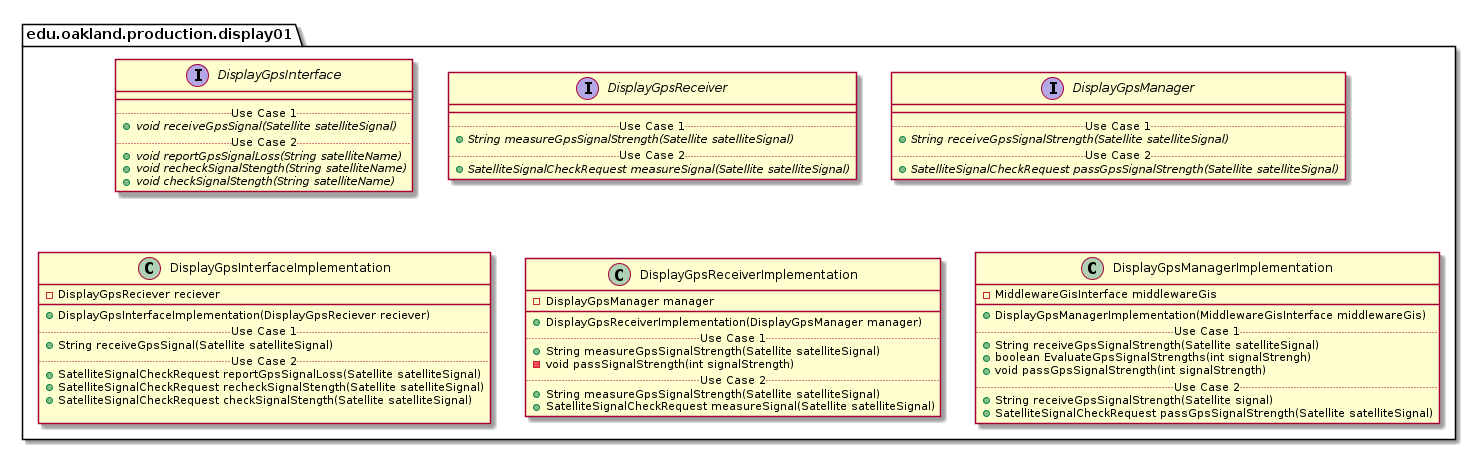 edu.oakland.production.display01
I DisplayGpsInterface
Use Case 1
void receiveGpsSignal(Satellite satelliteSignal)
Use Case 2
void reportGpsSignalLoss(String satelliteName)
void recheckSignalStength(String satelliteName)
void checkSignalStength(String satelliteName)
I DisplayGpsReceiver
Use Case 1
String measureGpsSignalStrength(Satellite satelliteSignal)
Use Case 2
SatelliteSignalCheckRequest measureSignal(Satellite satelliteSignal)
I DisplayGpsManager
Use Case 1
String receiveGpsSignalStrength(Satellite satelliteSignal)
Use Case 2
SatelliteSignalCheckRequest passGpsSignalStrength(Satellite satelliteSignal)
C DisplayGpsInterfaceImplementation
DisplayGpsReciever reciever
DisplayGpsInterfaceImplementation(DisplayGpsReciever reciever)
Use Case 1
String receiveGpsSignal(Satellite satelliteSignal)
Use Case 2
SatelliteSignalCheckRequest reportGpsSignalLoss(Satellite satelliteSignal)
SatelliteSignalCheckRequest recheckSignalStength(Satellite satelliteSignal)
SatelliteSignalCheckRequest checkSignalStength(Satellite satelliteSignal)
C DisplayGpsReceiverImplementation
DisplayGpsManager manager
DisplayGpsReceiverImplementation(DisplayGpsManager manager)
Use Case 1
String measureGpsSignalStrength(Satellite satelliteSignal)
void passSignalStrength(int signalStrength)
Use Case 2
String measureGpsSignalStrength(Satellite satelliteSignal)
SatelliteSignalCheckRequest measureSignal(Satellite satelliteSignal)
C DisplayGpsManagerImplementation
MiddlewareGisInterface middlewareGis
DisplayGpsManagerImplementation(MiddlewareGisInterface middlewareGis)
Use Case 1
String receiveGpsSignalStrength(Satellite satelliteSignal)
boolean EvaluateGpsSignalStrengths(int signalStrengh)
void passGpsSignalStrength(int signalStrength)
Use Case 2
String receiveGpsSignalStrength(Satellite signal)
SatelliteSignalCheckRequest passGpsSignalStrength(Satellite satelliteSignal)